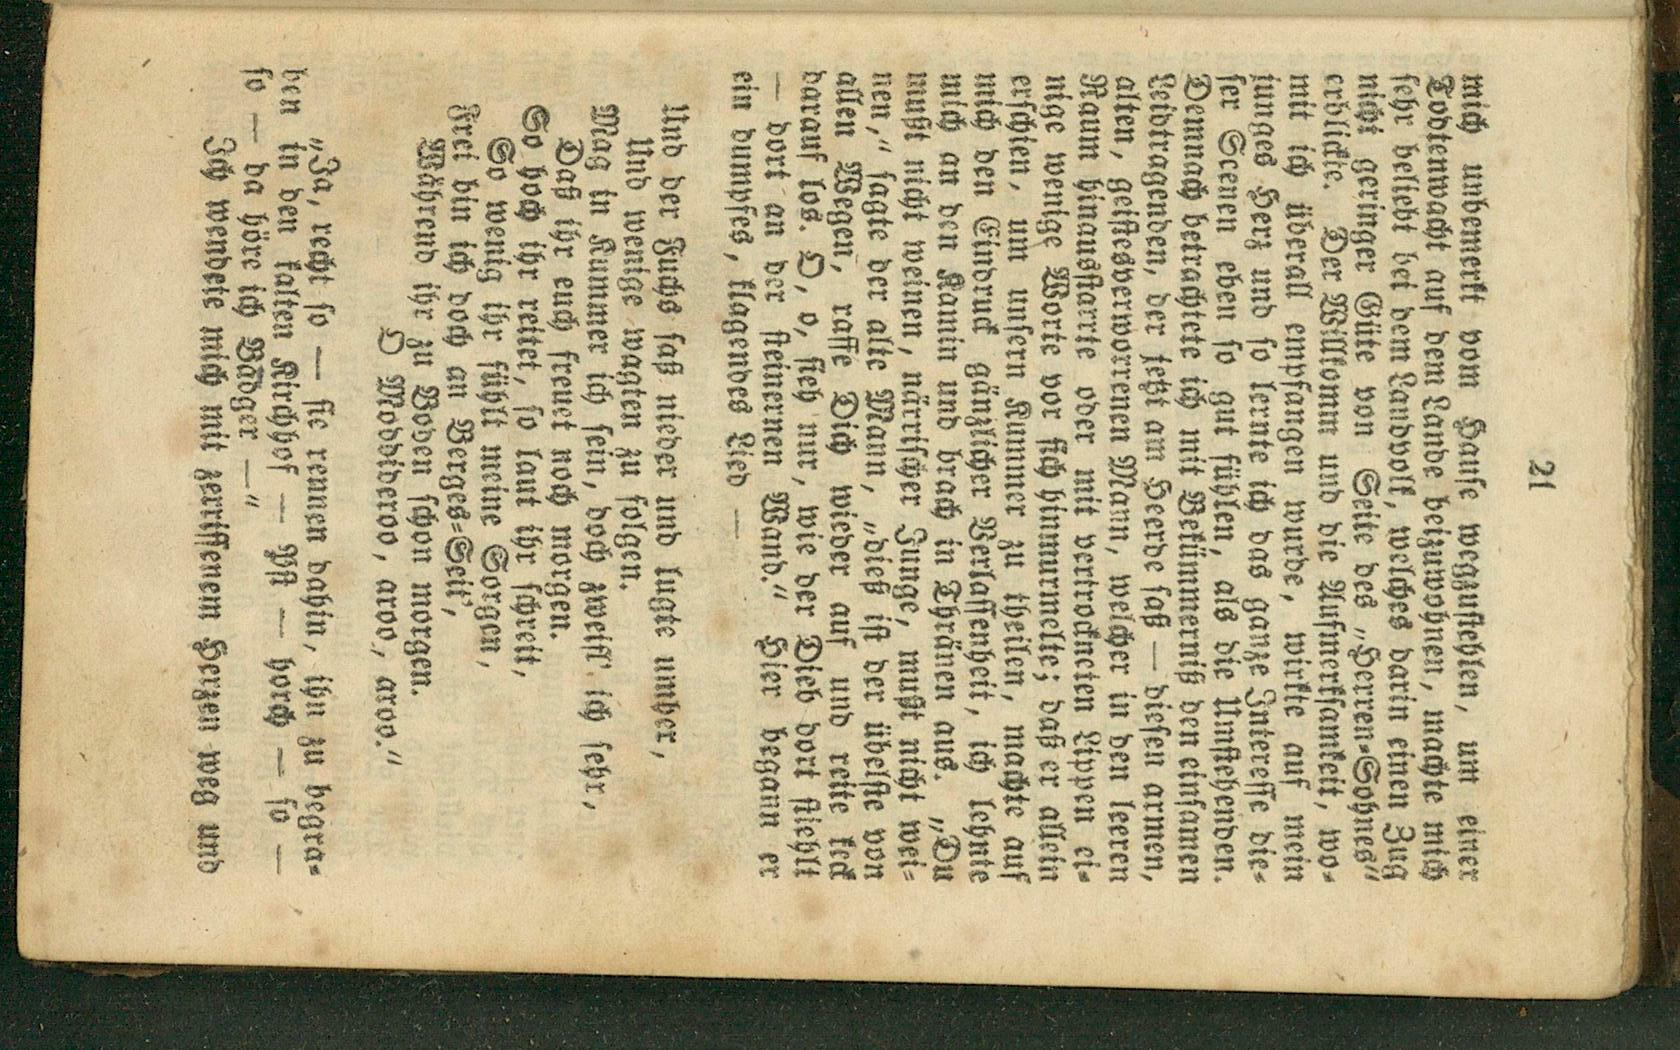 21
mich unbemerkt vom Hause wegzustehlen, um einer
Todtenwacht auf dem Lande beizuwohnen, machte mich
sehr beliebt bei dem Landvolk, welches darin einen Zug
nicht geringer Güte von Seite des „Herren=Sohnes“
erblickte. Der Willkomm und die Aufmerksamkeit, wo=
mit ich überall empfangen wurde, wirkte auf mein
junges Herz und so lernte ich das ganze Interesse die=
ser Scenen eben so gut fühlen, als die Umstehenden.
Demnach betrachtete ich mit Bekümmerniß den einsamen
Leidtragenden, der jetzt am Heerde saß — diesen armen,
alten, geistesverworrenen Mann, welcher in den leeren
Raum hinausstarrte oder mit vertrockneten Lippen ei=
nige wenige Worte vor sich hinmurmelte; daß er allein
erschien, um unsern Kummer zu theilen, machte auf
mich den Eindruck gänzlicher Verlassenheit, ich lehnte
mich an den Kamin und brach in Thränen aus. „Du
mußt nicht weinen, närrischer Junge, mußt nicht wei=
nen,“ sagte der alte Mann, „dieß ist der übelste von
allen Wegen, raffe Dich wieder auf und reite keck
darauf los. O, o, sieh nur, wie der Dieb dort stiehlt
— dort an der steinernen Wand.“ Hier begann er
ein dumpfes, klagendes Lied —
Und der Fuchs saß nieder und lugte umher,
Und wenige wagten zu folgen.
Mag in Kummer ich sein, doch zweifl' ich sehr,
Daß ihr euch freuet noch morgen.
So hoch ihr reitet, so laut ihr schreit,
So wenig ihr fühlt meine Sorgen,
Frei bin ich doch an Berges=Seit',
Während ihr zu Boden schon morgen.
O Moddideroo, aroo, aroo.“
„Ja, recht so — sie rennen dahin, ihn zu begra=
ben in den kalten Kirchhof — Pst — horch — so —
so — da höre ich Badger —“
Ich wendete mich mit zerrissenem Herzen weg und